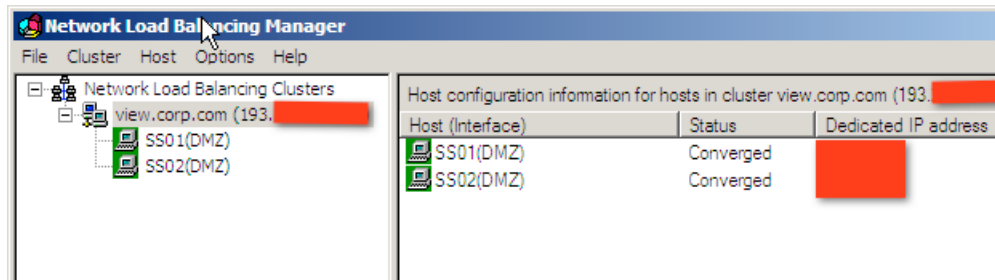 Network Load Balancing Manager
File Cluster Host Options Help
Network Load Balancing Clusters
view.corp.com (193.
SS01(DMZ)
SS02(DMZ)
Host configuration information for hosts in cluster view.corp.com (193.
Host (Interface) Status Dedicated IP address
SS01(DMZ) Converged
SS02(DMZ) Converged